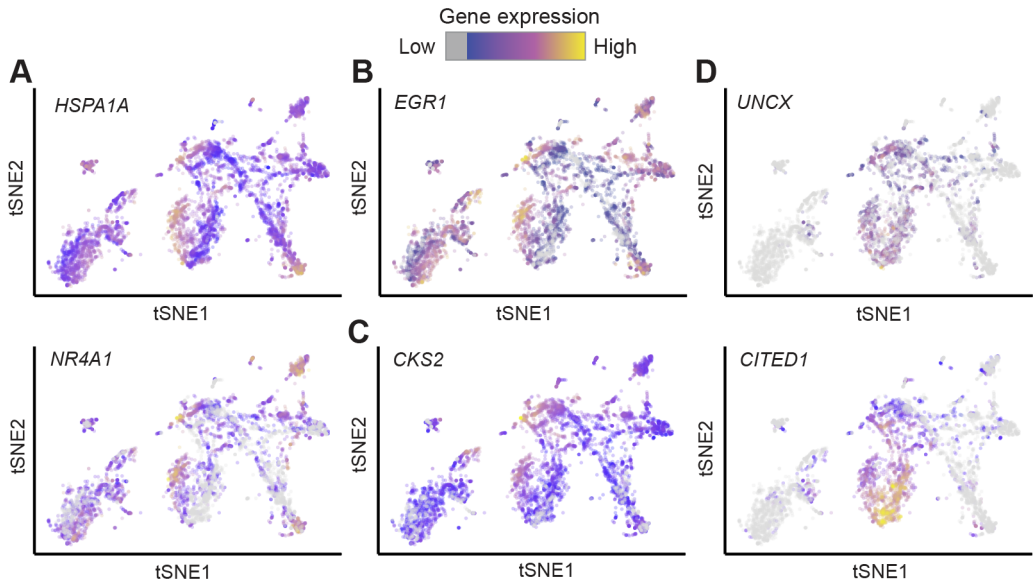 Gene expression
Low High
A
HSPA1A
tSNE2
tSNE1
B
EGR1
tSNE2
tSNE1
D
UNCX
tSNE2
tSNE1
NR4A1
tSNE2
tSNE1
C
CKS2
tSNE2
tSNE1
CITED1
tSNE2
tSNE1